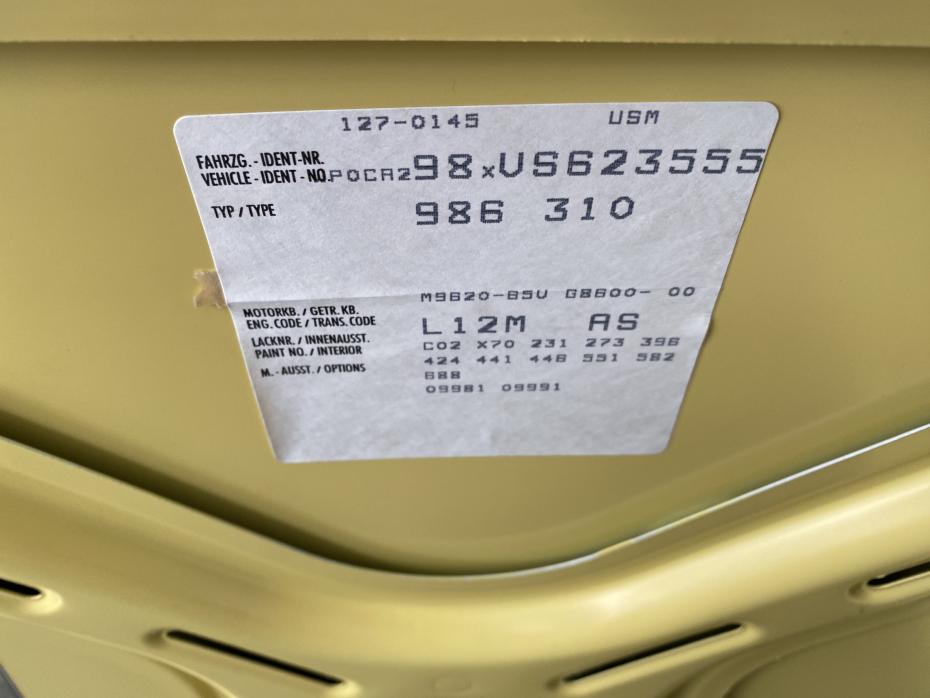 127-0145 USM
FAHRZG. - IDENT-NR.
VEHICLE - IDENT - NO. POCA298xVS623555
TYP / TYPE 986 310
M9620-65U G8600- 00
MOTORKB. / GETR. KB.
ENG. CODE / TRANS. CODE L12M AS
LACKNR. / INNENAUSST.
PAINT NO. / INTERIOR C02 X70 231 273 396
424 441 446 551 582
M. - AUSST. / OPTIONS 688
09981 09991